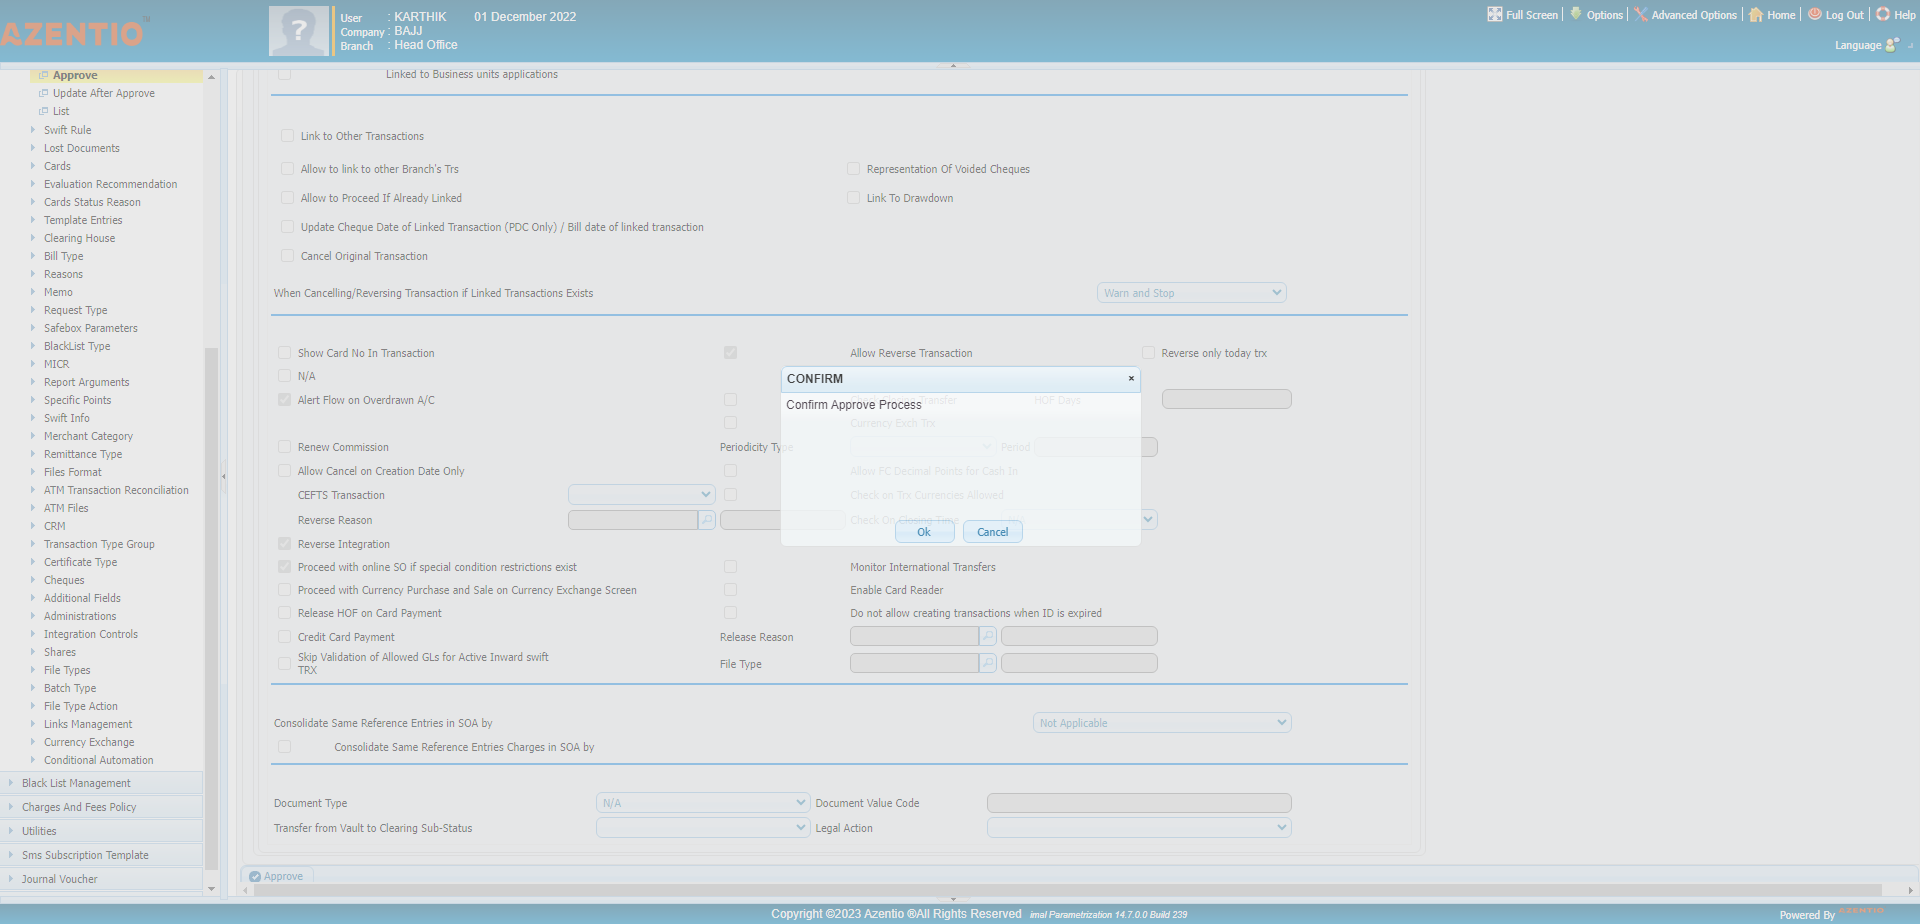 AZENTIO
User : KARTHIK 01 December 2022
Company : BAJJ
Branch : Head Office
Full Screen Options Advanced Options Home Log Out Help
Language
Approve
Update After Approve
List
Swift Rule
Lost Documents
Cards
Evaluation Recommendation
Cards Status Reason
Template Entries
Clearing House
Bill Type
Reasons
Memo
Request Type
Safebox Parameters
BlackList Type
MICR
Report Arguments
Specific Points
Swift Info
Merchant Category
Remittance Type
Files Format
ATM Transaction Reconciliation
ATM Files
CRM
Transaction Type Group
Certificate Type
Cheques
Additional Fields
Administrations
Integration Controls
Shares
File Types
Batch Type
File Type Action
Links Management
Currency Exchange
Conditional Automation
Black List Management
Charges And Fees Policy
Utilities
Sms Subscription Template
Journal Voucher
Linked to Business units applications
Link to Other Transactions
Allow to link to other Branch's Trs Representation Of Voided Cheques
Allow to Proceed If Already Linked Link To Drawdown
Update Cheque Date of Linked Transaction (PDC Only) / Bill date of linked transaction
Cancel Original Transaction
When Cancelling/Reversing Transaction if Linked Transactions Exists Warn and Stop
Show Card No In Transaction Allow Reverse Transaction Reverse only today trx
N/A
Alert Flow on Overdrawn A/C Transfer HOF Days
Currency Exch Trx
Renew Commission Periodicity Type Period
Allow Cancel on Creation Date Only Allow FC Decimal Points for Cash In
CEFTS Transaction Check on Trx Currencies Allowed
Reverse Reason Check On Closing Time
Reverse Integration
Proceed with online SO if special condition restrictions exist Monitor International Transfers
Proceed with Currency Purchase and Sale on Currency Exchange Screen Enable Card Reader
Release HOF on Card Payment Do not allow creating transactions when ID is expired
Credit Card Payment Release Reason
Skip Validation of Allowed GLs for Active Inward swift
TRX File Type
Consolidate Same Reference Entries in SOA by Not Applicable
Consolidate Same Reference Entries Charges in SOA by
Document Type N/A Document Value Code
Transfer from Vault to Clearing Sub-Status Legal Action
Approve
CONFIRM
Confirm Approve Process
Ok Cancel
Copyright ©2023 Azentio ®All Rights Reserved imal Parametrization 14.7.0.0 Build 239
Powered By AZENTIO